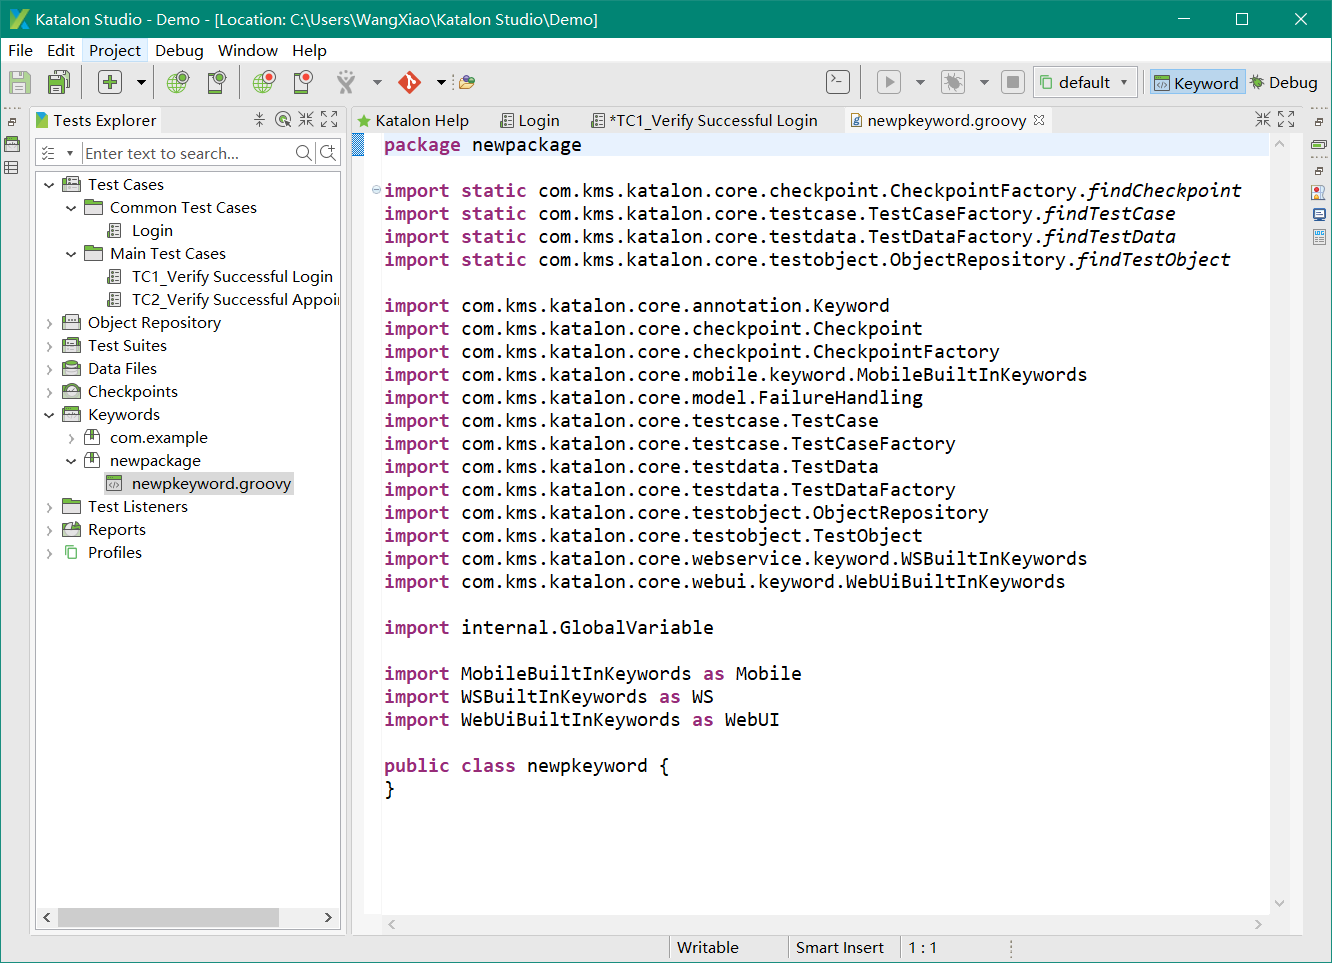 Katalon Studio - Demo - [Location: C:\Users\WangXiao\Katalon Studio\Demo]
File Edit Project Debug Window Help
default Keyword Debug
Tests Explorer
Katalon Help Login *TC1_Verify Successful Login newpkeyword.groovy
Enter text to search...
Test Cases
Common Test Cases
Login
Main Test Cases
TC1_Verify Successful Login
TC2_Verify Successful Appoi
Object Repository
Test Suites
Data Files
Checkpoints
Keywords
com.example
newpackage
newpkeyword.groovy
Test Listeners
Reports
Profiles
package newpackage
import static com.kms.katalon.core.checkpoint.CheckpointFactory.findCheckpoint
import static com.kms.katalon.core.testcase.TestCaseFactory.findTestCase
import static com.kms.katalon.core.testdata.TestDataFactory.findTestData
import static com.kms.katalon.core.testobject.ObjectRepository.findTestObject
import com.kms.katalon.core.annotation.Keyword
import com.kms.katalon.core.checkpoint.Checkpoint
import com.kms.katalon.core.checkpoint.CheckpointFactory
import com.kms.katalon.core.mobile.keyword.MobileBuiltInKeywords
import com.kms.katalon.core.model.FailureHandling
import com.kms.katalon.core.testcase.TestCase
import com.kms.katalon.core.testcase.TestCaseFactory
import com.kms.katalon.core.testdata.TestData
import com.kms.katalon.core.testdata.TestDataFactory
import com.kms.katalon.core.testobject.ObjectRepository
import com.kms.katalon.core.testobject.TestObject
import com.kms.katalon.core.webservice.keyword.WSBuiltInKeywords
import com.kms.katalon.core.webui.keyword.WebUiBuiltInKeywords
import internal.GlobalVariable
import MobileBuiltInKeywords as Mobile
import WSBuiltInKeywords as WS
import WebUiBuiltInKeywords as WebUI
public class newpkeyword {
}
Writable Smart Insert 1 : 1